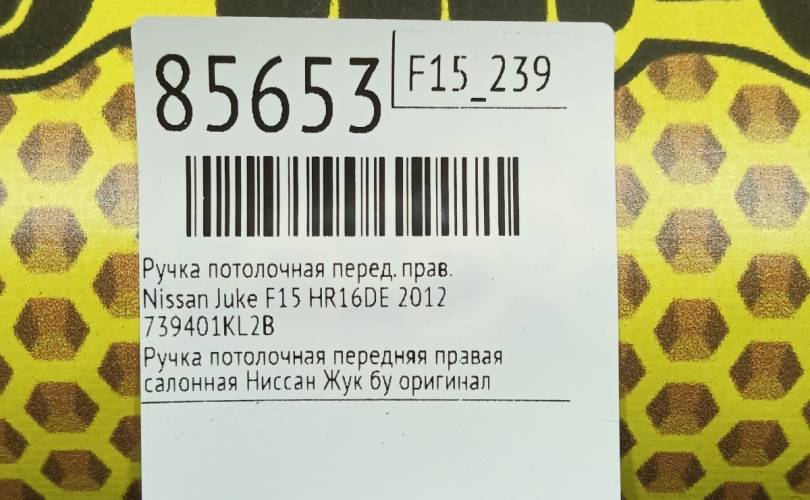 85653
F15_239
Ручка потолочная перед. прав.
Nissan Juke F15 HR16DE 2012
739401KL2B
Ручка потолочная передняя правая
салонная Ниссан Жук бу оригинал